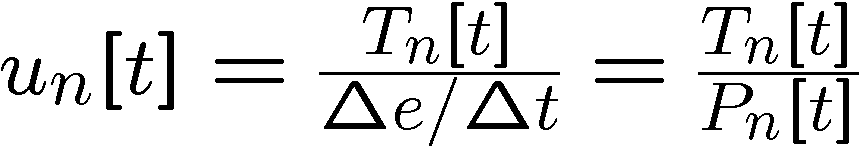 u_n[t] = \frac{T_n[t]}{\Delta e/\Delta t} = \frac{T_n[t]}{P_n[t]}